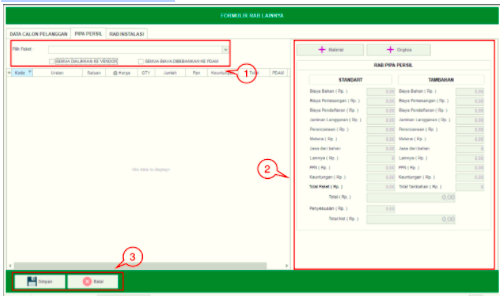 FORMULIR RAB LAINNYA
DATA CALON PELANGGAN PIPA PERSIL RAB INSTALASI
Pilih Paket :
SEMUA DIALIHKAN KE VENDOR SEMUA BIAYA DIBEBANKAN KE PDAM
Kode Uraian Satuan @ Harga QTY Jumlah Ppn Keuntungan Total PDAM
1
No data to display
2
3
Simpan Batal
+ Material + Ongkos
RAB PIPA PERSIL
STANDART TAMBAHAN
Biaya Bahan ( Rp. ) 0,00 Biaya Bahan ( Rp. ) 0,00
Biaya Pemasangan ( Rp. ) 0,00 Biaya Pemasangan ( Rp. ) 0,00
Biaya Pendaftaran ( Rp. ) 0,00 Biaya Pendaftaran ( Rp. ) 0,00
Jaminan Langganan ( Rp. ) 0,00 Jaminan Langganan ( Rp. ) 0,00
Perencanaan ( Rp. ) 0,00 Perencanaan ( Rp. ) 0,00
Meterai ( Rp. ) 0,00 Meterai ( Rp. ) 0,00
Jasa dari bahan 0,00 Jasa dari bahan 0,00
Lainnya ( Rp. ) 0 Lainnya ( Rp. ) 0,00
PPN ( Rp. ) 0,00 PPN ( Rp. ) 0,00
Keuntungan ( Rp. ) 0,00 Keuntungan ( Rp. ) 0,00
Total Paket ( Rp. ) 0,00 Total Tambahan ( Rp. ) 0
Total ( Rp. ) 0,00
Penyesuaian ( Rp. ) 0,00
Total Net ( Rp. ) 0,00